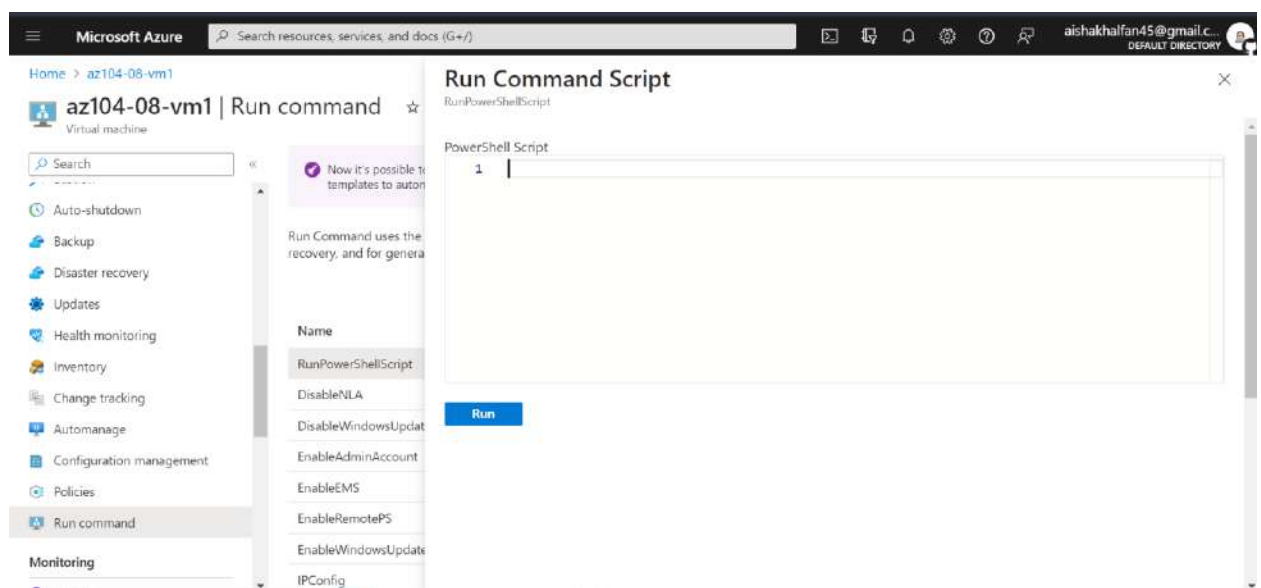 Microsoft Azure
Search resources, services, and docs (G+/)
aishakhalfan45@gmail.c...
DEFAULT DIRECTORY
Home > az104-08-vm1
az104-08-vm1 | Run command
Virtual machine
Search
Auto-shutdown
Backup
Disaster recovery
Updates
Health monitoring
Inventory
Change tracking
Automanage
Configuration management
Policies
Run command
Monitoring
Now it's possible to
templates to autom
Run Command uses the
recovery, and for genera
Name
RunPowerShellScript
DisableNLA
DisableWindowsUpdat
EnableAdminAccount
EnableEMS
EnableRemotePS
EnableWindowsUpdate
IPConfig
Run Command Script
RunPowerShellScript
PowerShell Script
1
Run